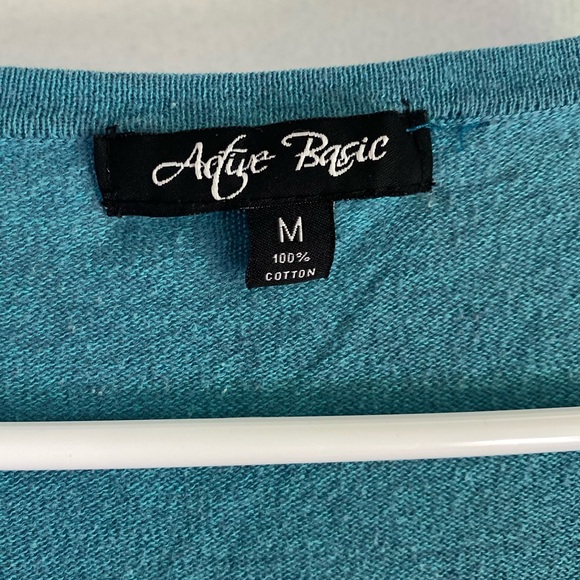 Active Basic
M
100%
COTTON